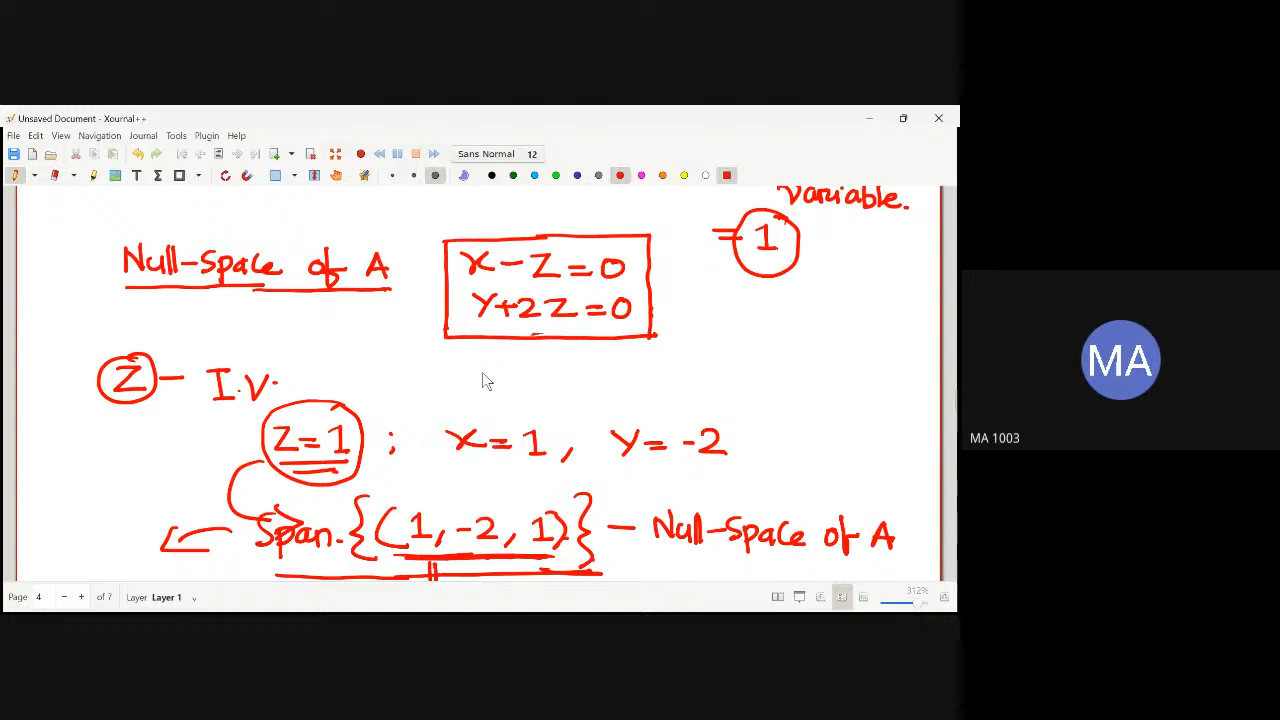 Unsaved Document - Xournal++
File Edit View Navigation Journal Tools Plugin Help
Sans Normal 12
Variable.
= 1
Null-Space of A
x - z = 0
y + 2z = 0
z - I.V.
z = 1 ; x = 1, y = -2
Span. {(1, -2, 1)} - Null-Space of A
MA
MA 1003
Page 4 of 7 Layer Layer 1 312%